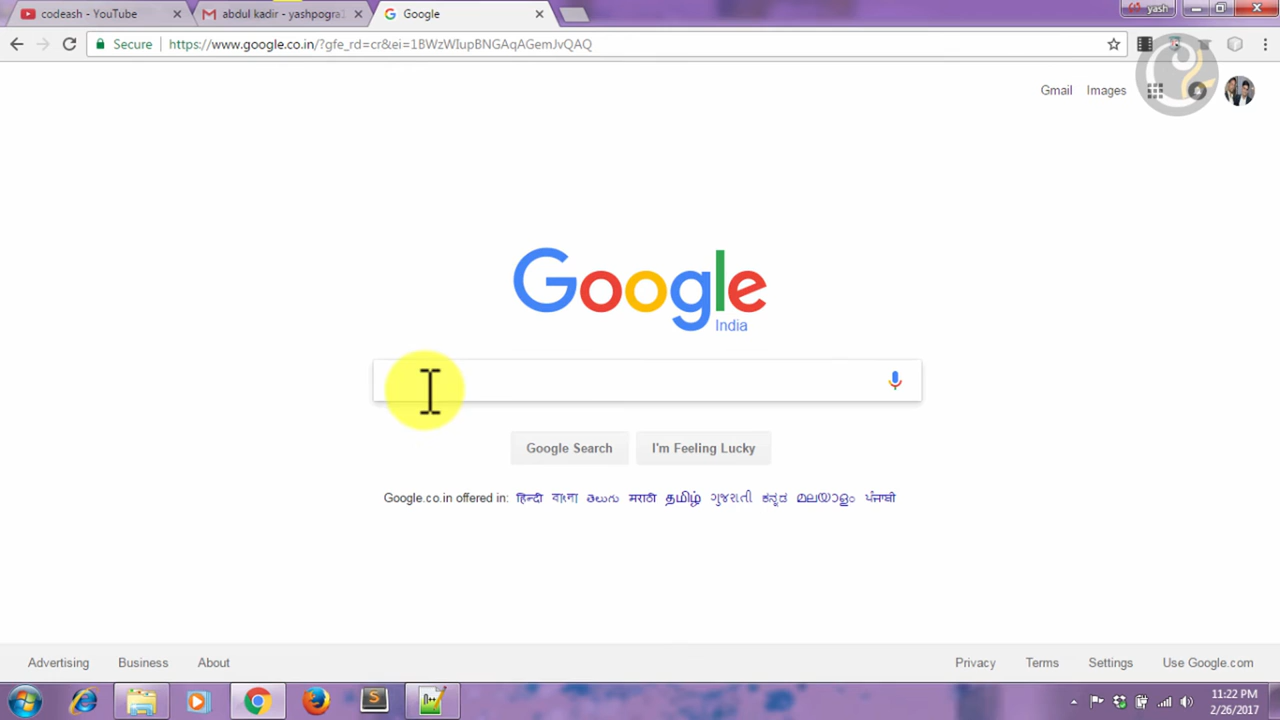 codeash - YouTube
abdul kadir - yashpogra
Google
yash
Secure
https://www.google.co.in/?gfe_rd=cr&ei=1BWzWIupBNGAqAGemJvQAQ
Gmail
Images
Google
India
Google Search
I'm Feeling Lucky
Google.co.in offered in: हिन्दी বাংলা తెలుగు मराठी தமிழ் ગુજરાતી ಕನ್ನಡ മലയാളം ਪੰਜਾਬੀ
Advertising
Business
About
Privacy
Terms
Settings
Use Google.com
11:22 PM
2/26/2017